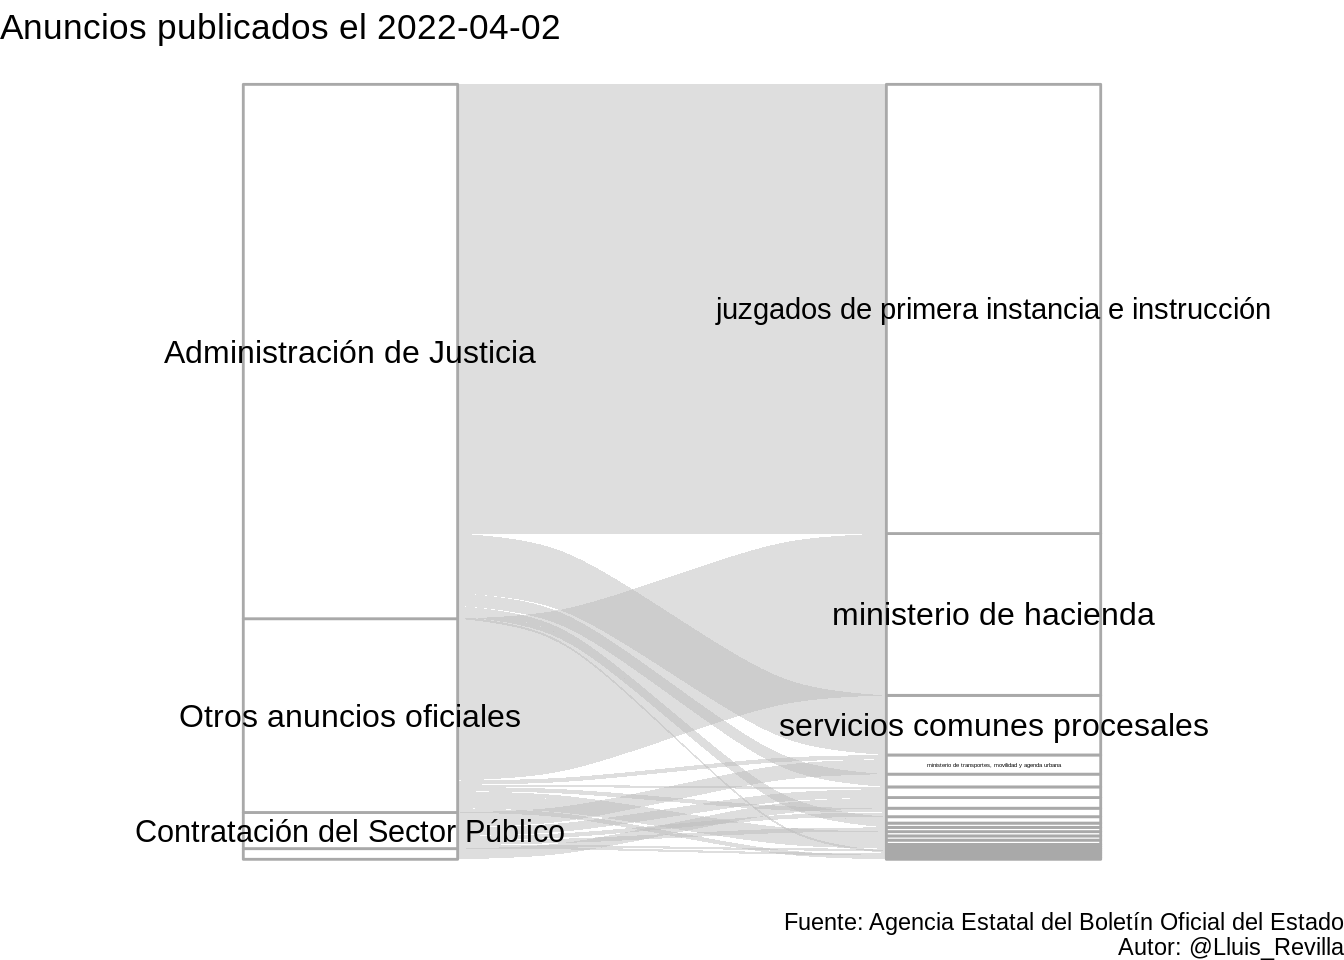 Anuncios publicados el 2022-04-02
juzgados de primera instancia e instrucción
Administración de Justicia
ministerio de hacienda
Otros anuncios oficiales
servicios comunes procesales
ministerio de transportes, movilidad y agenda urbana
Contratación del Sector Público
Fuente: Agencia Estatal del Boletín Oficial del Estado
Autor: @Lluis_Revilla